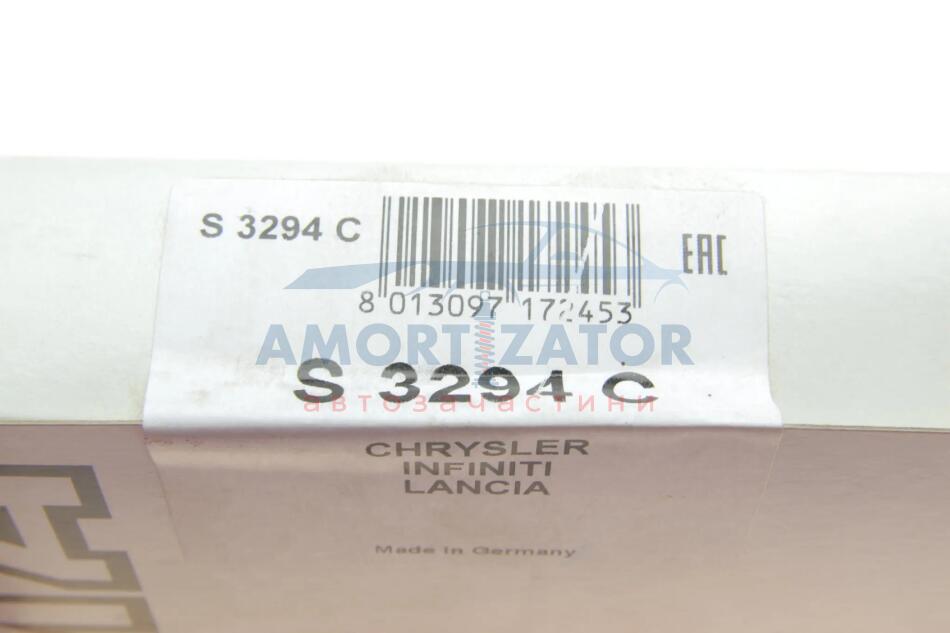 S 3294 C
EAC
8 013097 172453
AMORTIZATOR
S 3294 C
автозапчастини
CHRYSLER
INFINITI
LANCIA
Made in Germany